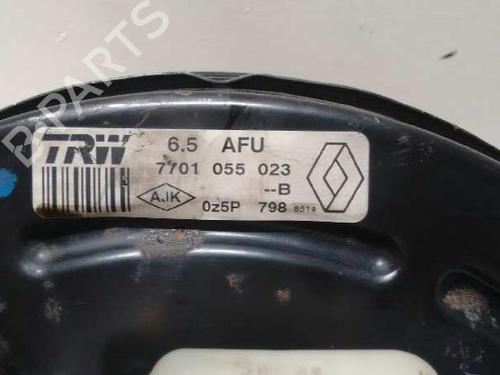 B-PARTS
TRW
6.5 AFU
7701 055 023
--B
AJK
0z5P 798 8514